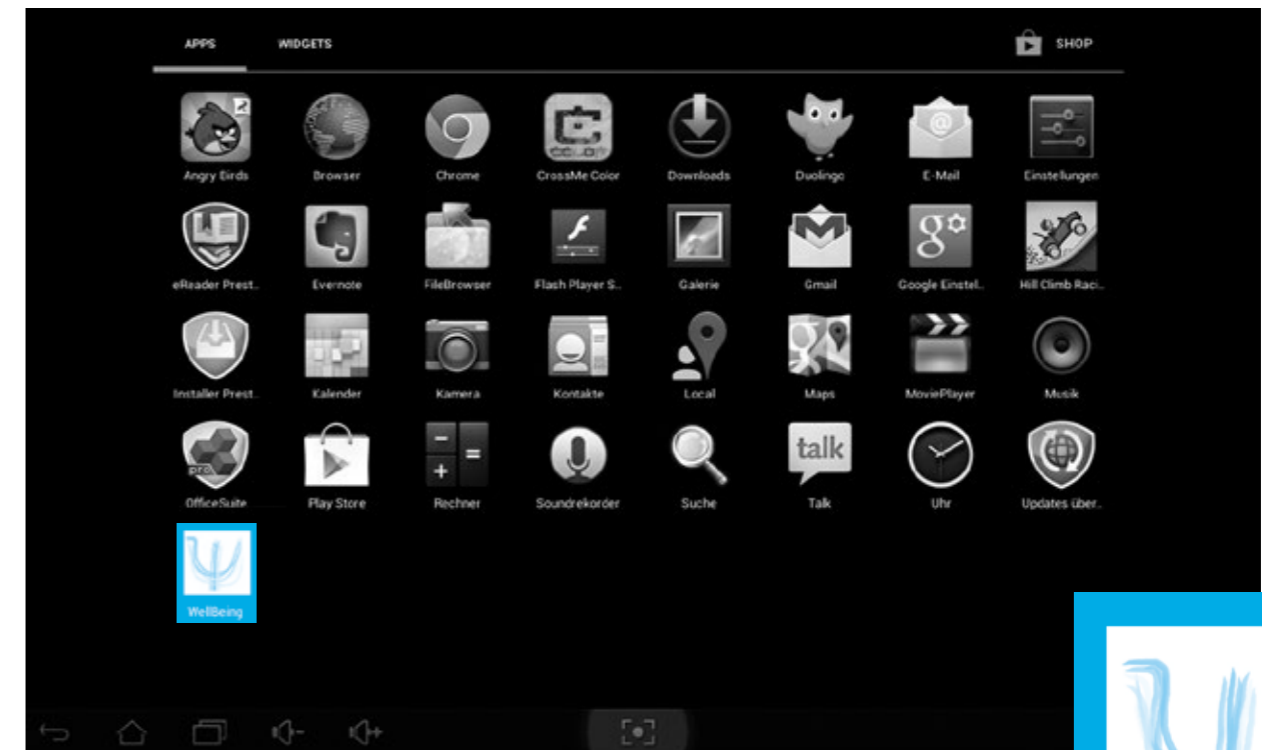 APPS WIDGETS SHOP
Angry Birds Browser Chrome CrossMe Color Downloads Duolingo E-Mail Einstellungen
eReader Prest.. Evernote FileBrowser Flash Player S.. Galerie Gmail Google Einstel.. Hill Climb Raci..
Installer Prest.. Kalender Kamera Kontakte Local Maps MoviePlayer Musik
pro talk
OfficeSuite Play Store Rechner Soundrekorder Suche Talk Uhr Updates über..
WellBeing